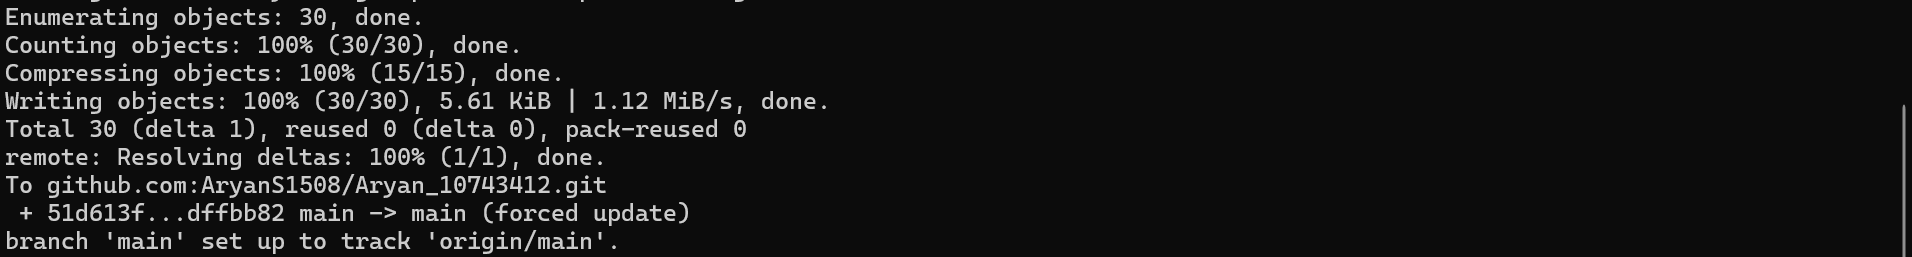 Enumerating objects: 30, done.
Counting objects: 100% (30/30), done.
Compressing objects: 100% (15/15), done.
Writing objects: 100% (30/30), 5.61 KiB | 1.12 MiB/s, done.
Total 30 (delta 1), reused 0 (delta 0), pack-reused 0
remote: Resolving deltas: 100% (1/1), done.
To github.com:AryanS1508/Aryan_10743412.git
 + 51d613f...dffbb82 main -> main (forced update)
branch 'main' set up to track 'origin/main'.